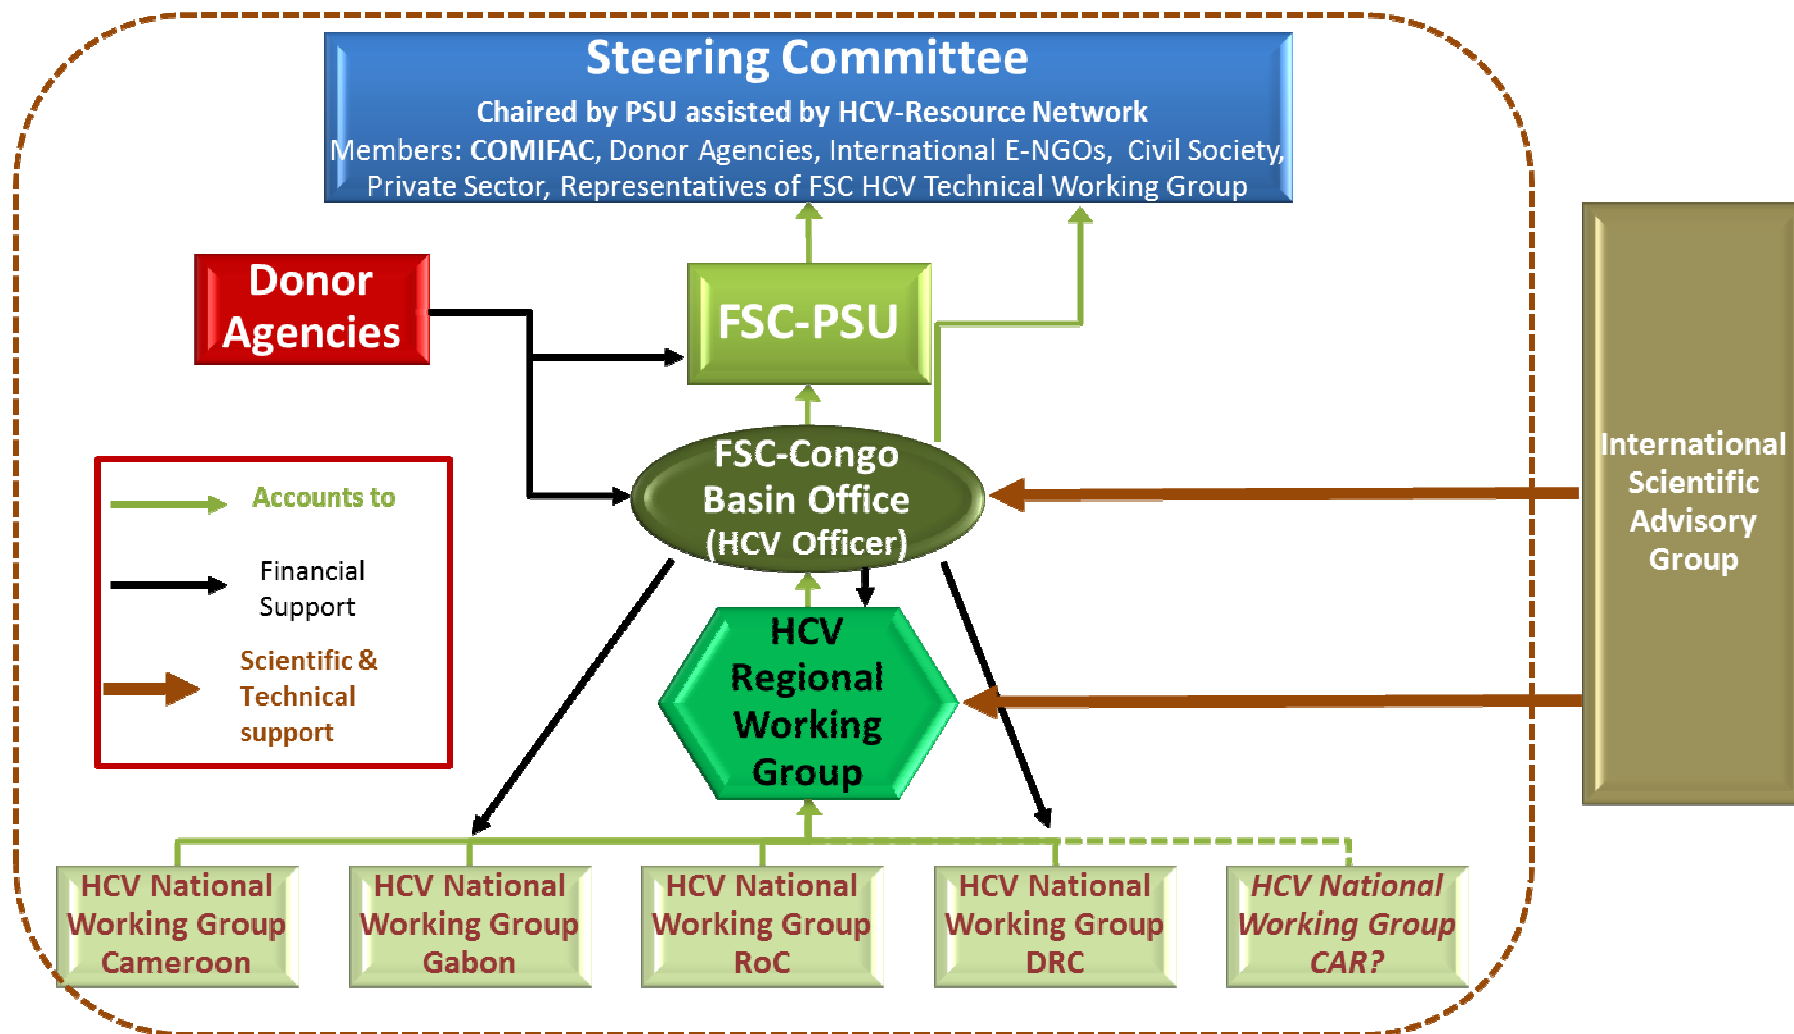 Steering Committee
Chaired by PSU assisted by HCV-Resource Network
Members: COMIFAC, Donor Agencies, International E-NGOs, Civil Society,
Private Sector, Representatives of FSC HCV Technical Working Group
Donor
Agencies
FSC-PSU
FSC-Congo
Basin Office
(HCV Officer)
International
Scientific
Advisory
Group
Accounts to
Financial
Support
Scientific &
Technical
support
HCV
Regional
Working
Group
HCV National
Working Group
Cameroon
HCV National
Working Group
Gabon
HCV National
Working Group
RoC
HCV National
Working Group
DRC
HCV National
Working Group
CAR?